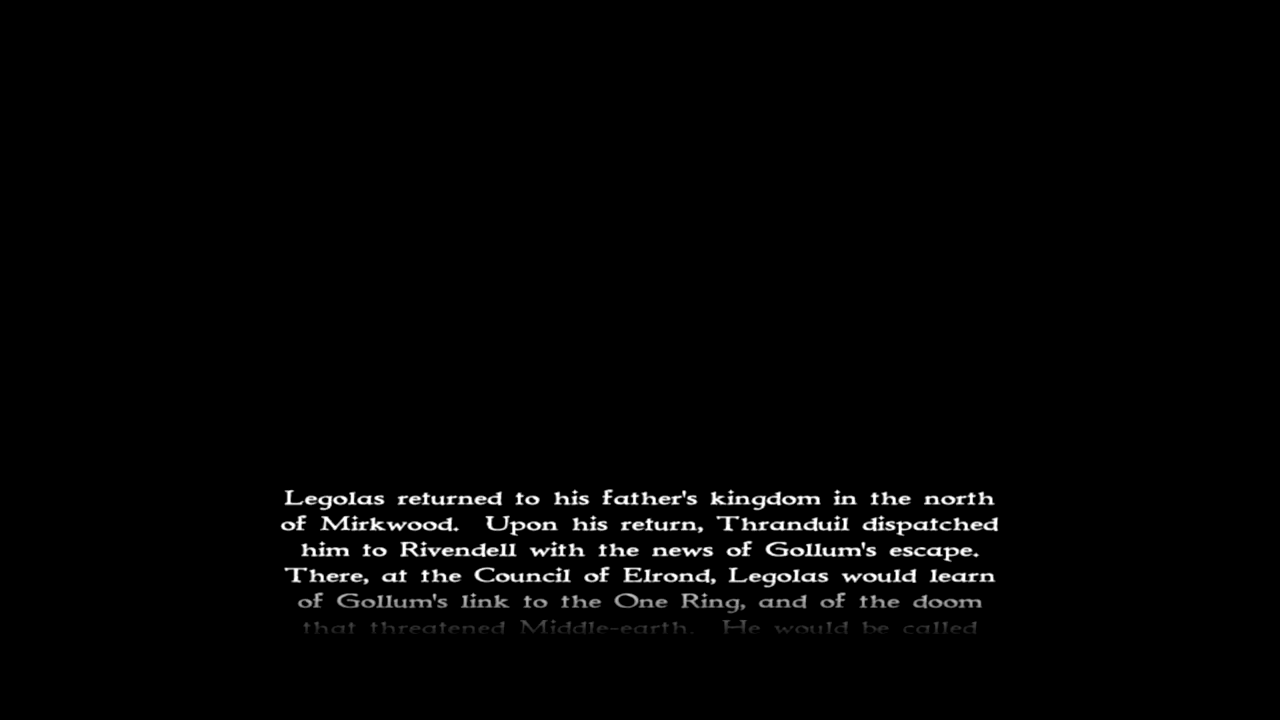 Legolas returned to his father's kingdom in the north
of Mirkwood.  Upon his return, Thranduil dispatched
him to Rivendell with the news of Gollum's escape.
There, at the Council of Elrond, Legolas would learn
of Gollum's link to the One Ring, and of the doom
that threatened Middle-earth.  He would be called